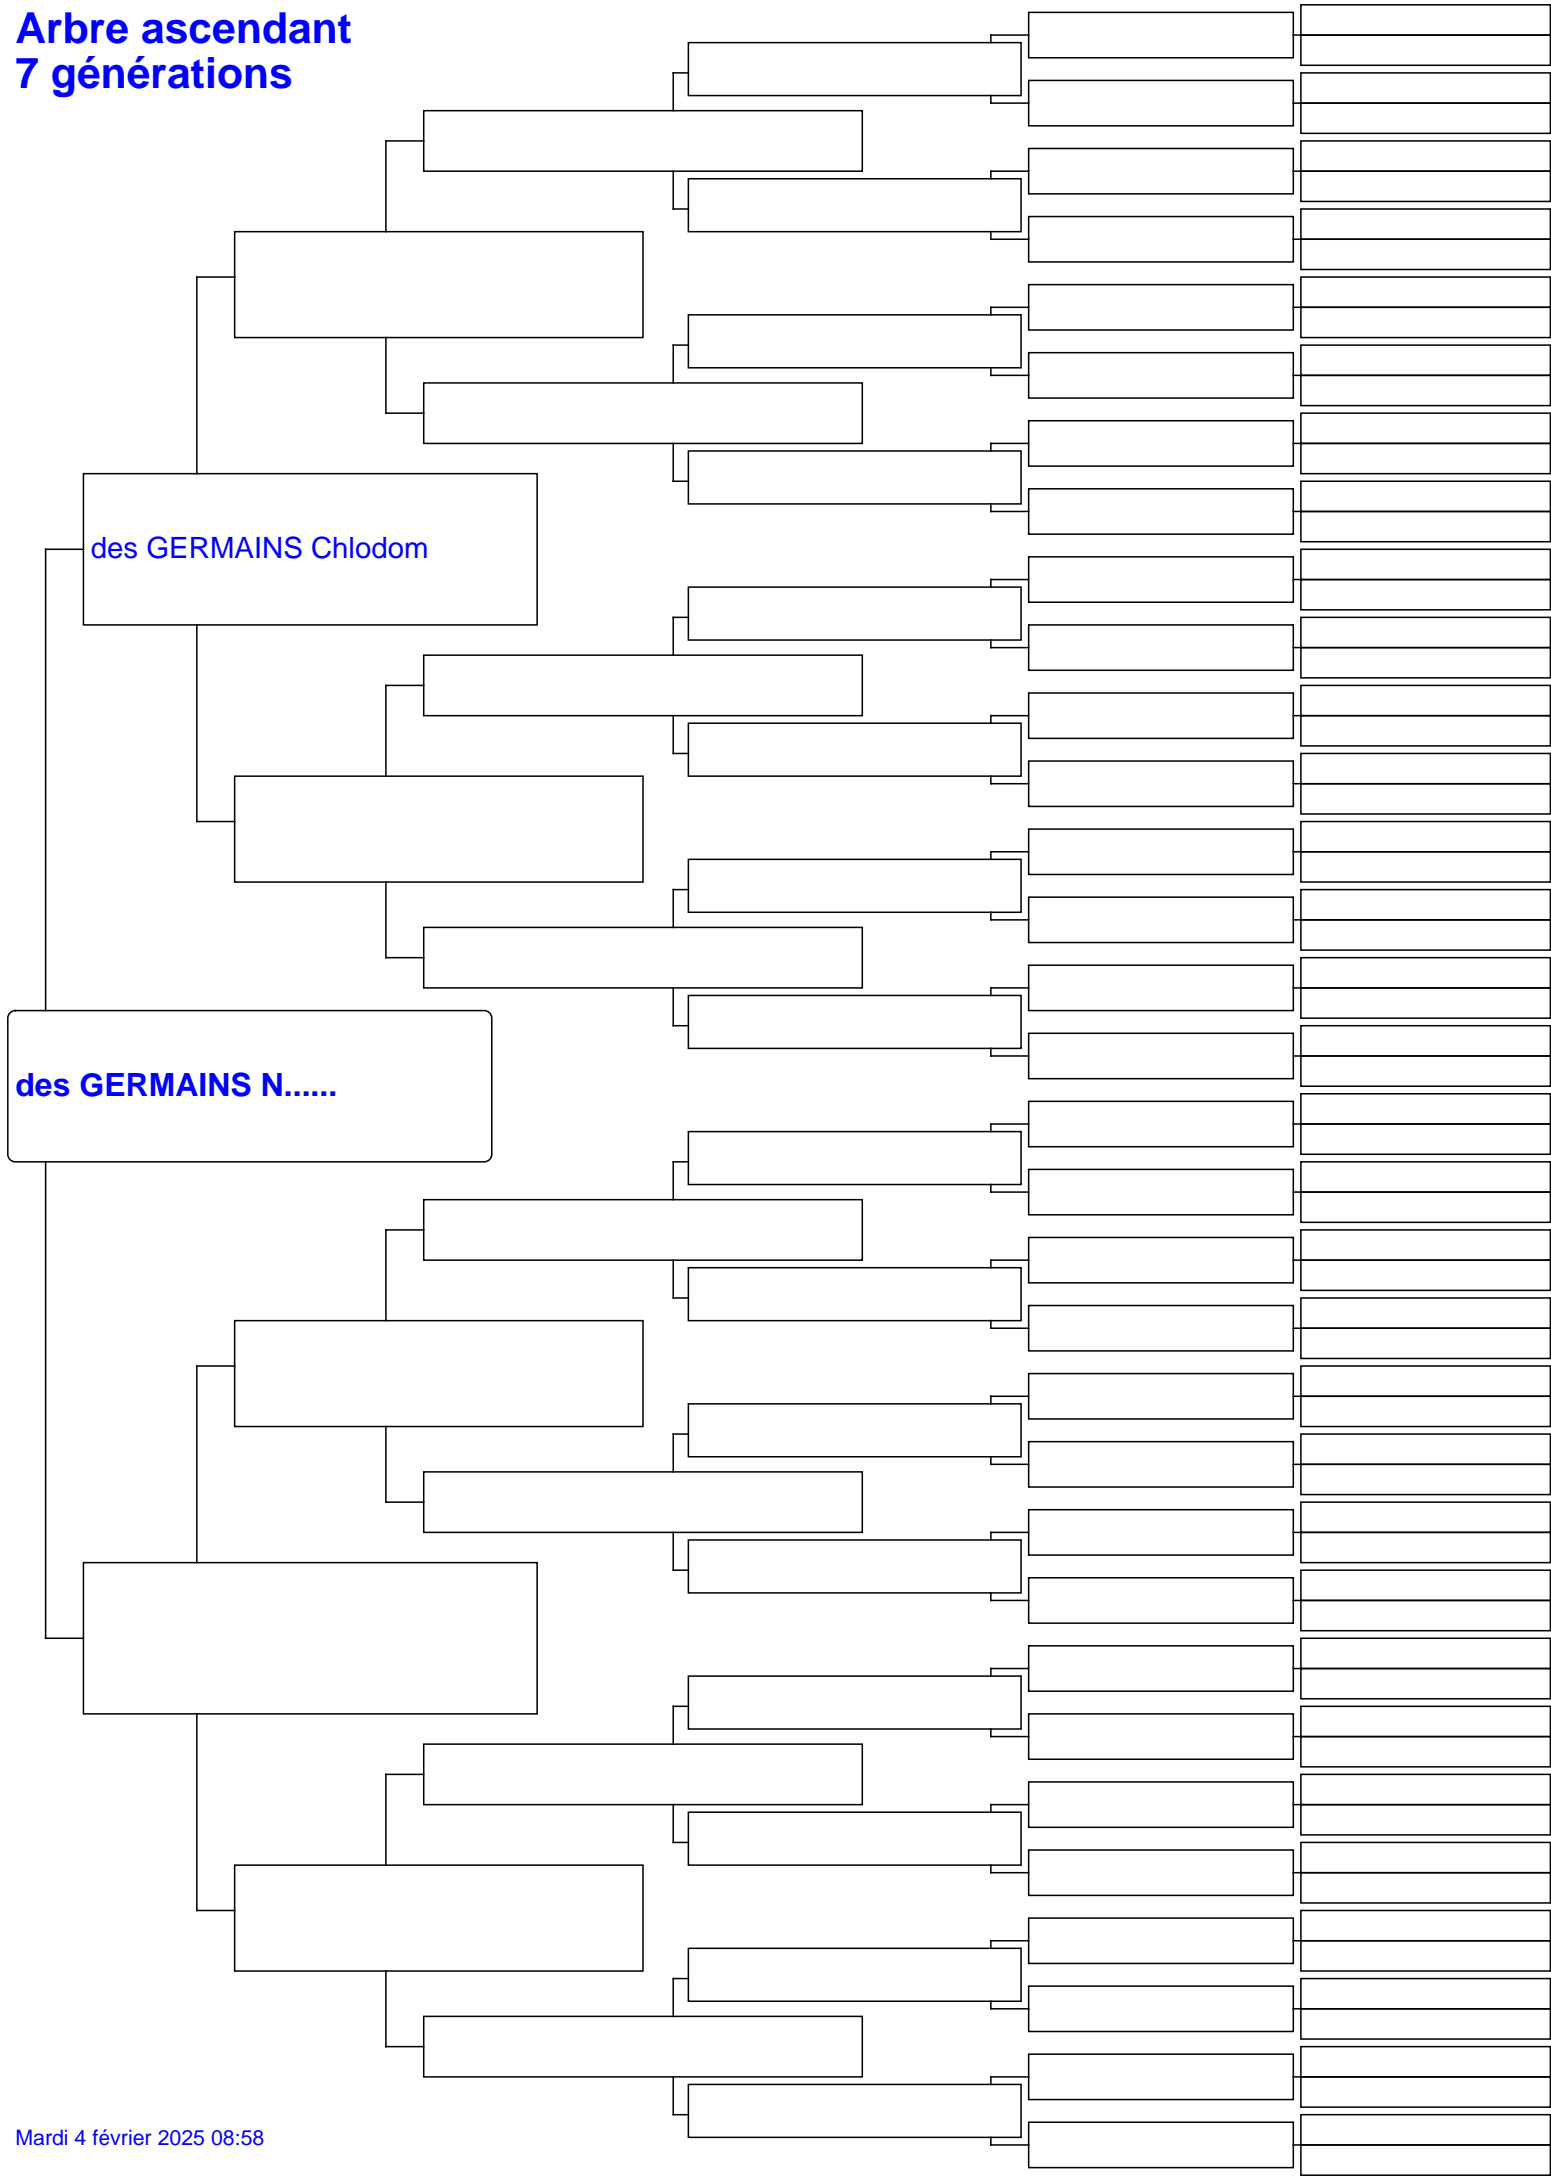 Arbre ascendant
7 générations
des GERMAINS Chlodom
des GERMAINS N......
Mardi 4 février 2025 08:58